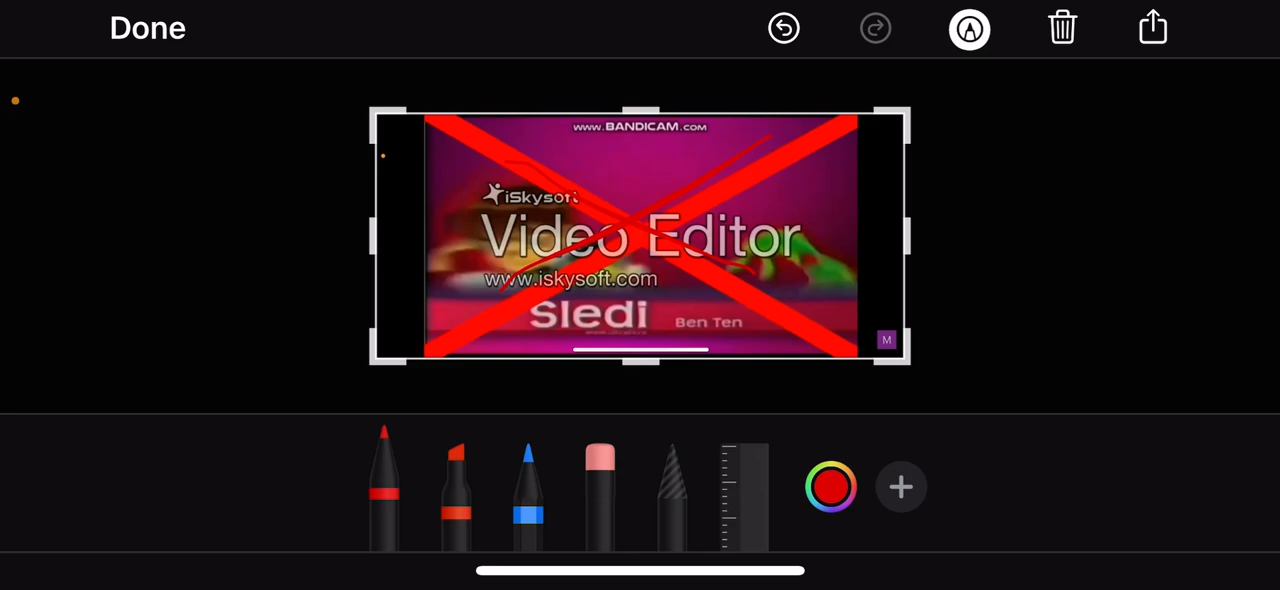 Done
www.BANDICAM.com
iSkysoft
Video Editor
www.iskysoft.com
Sledi Ben Ten
M